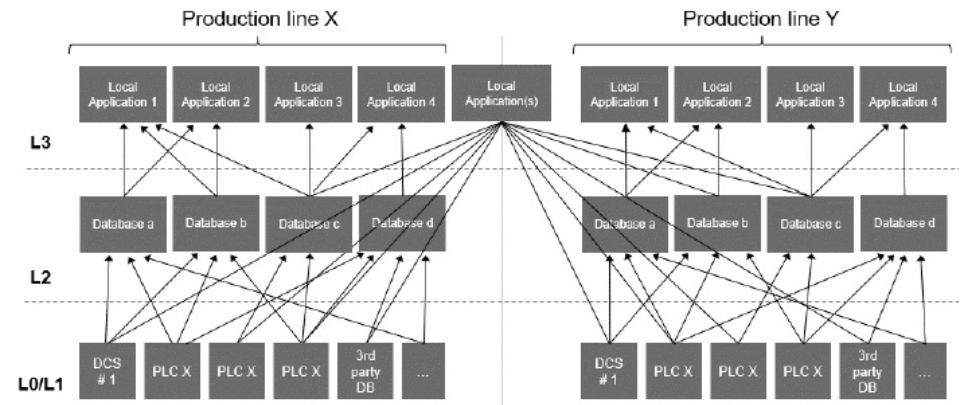 Production line X
Production line Y
Local
Application 1
Local
Application 2
Local
Application 3
Local
Application 4
Local
Application(s)
Local
Application 1
Local
Application 2
Local
Application 3
Local
Application 4
L3
Database a
Database b
Database c
Database d
Database a
Database b
Database c
Database d
L2
L0/L1
DCS
# 1
PLC X
PLC X
PLC X
3rd
party
DB
...
DCS
# 1
PLC X
PLC X
PLC X
3rd
party
DB
...